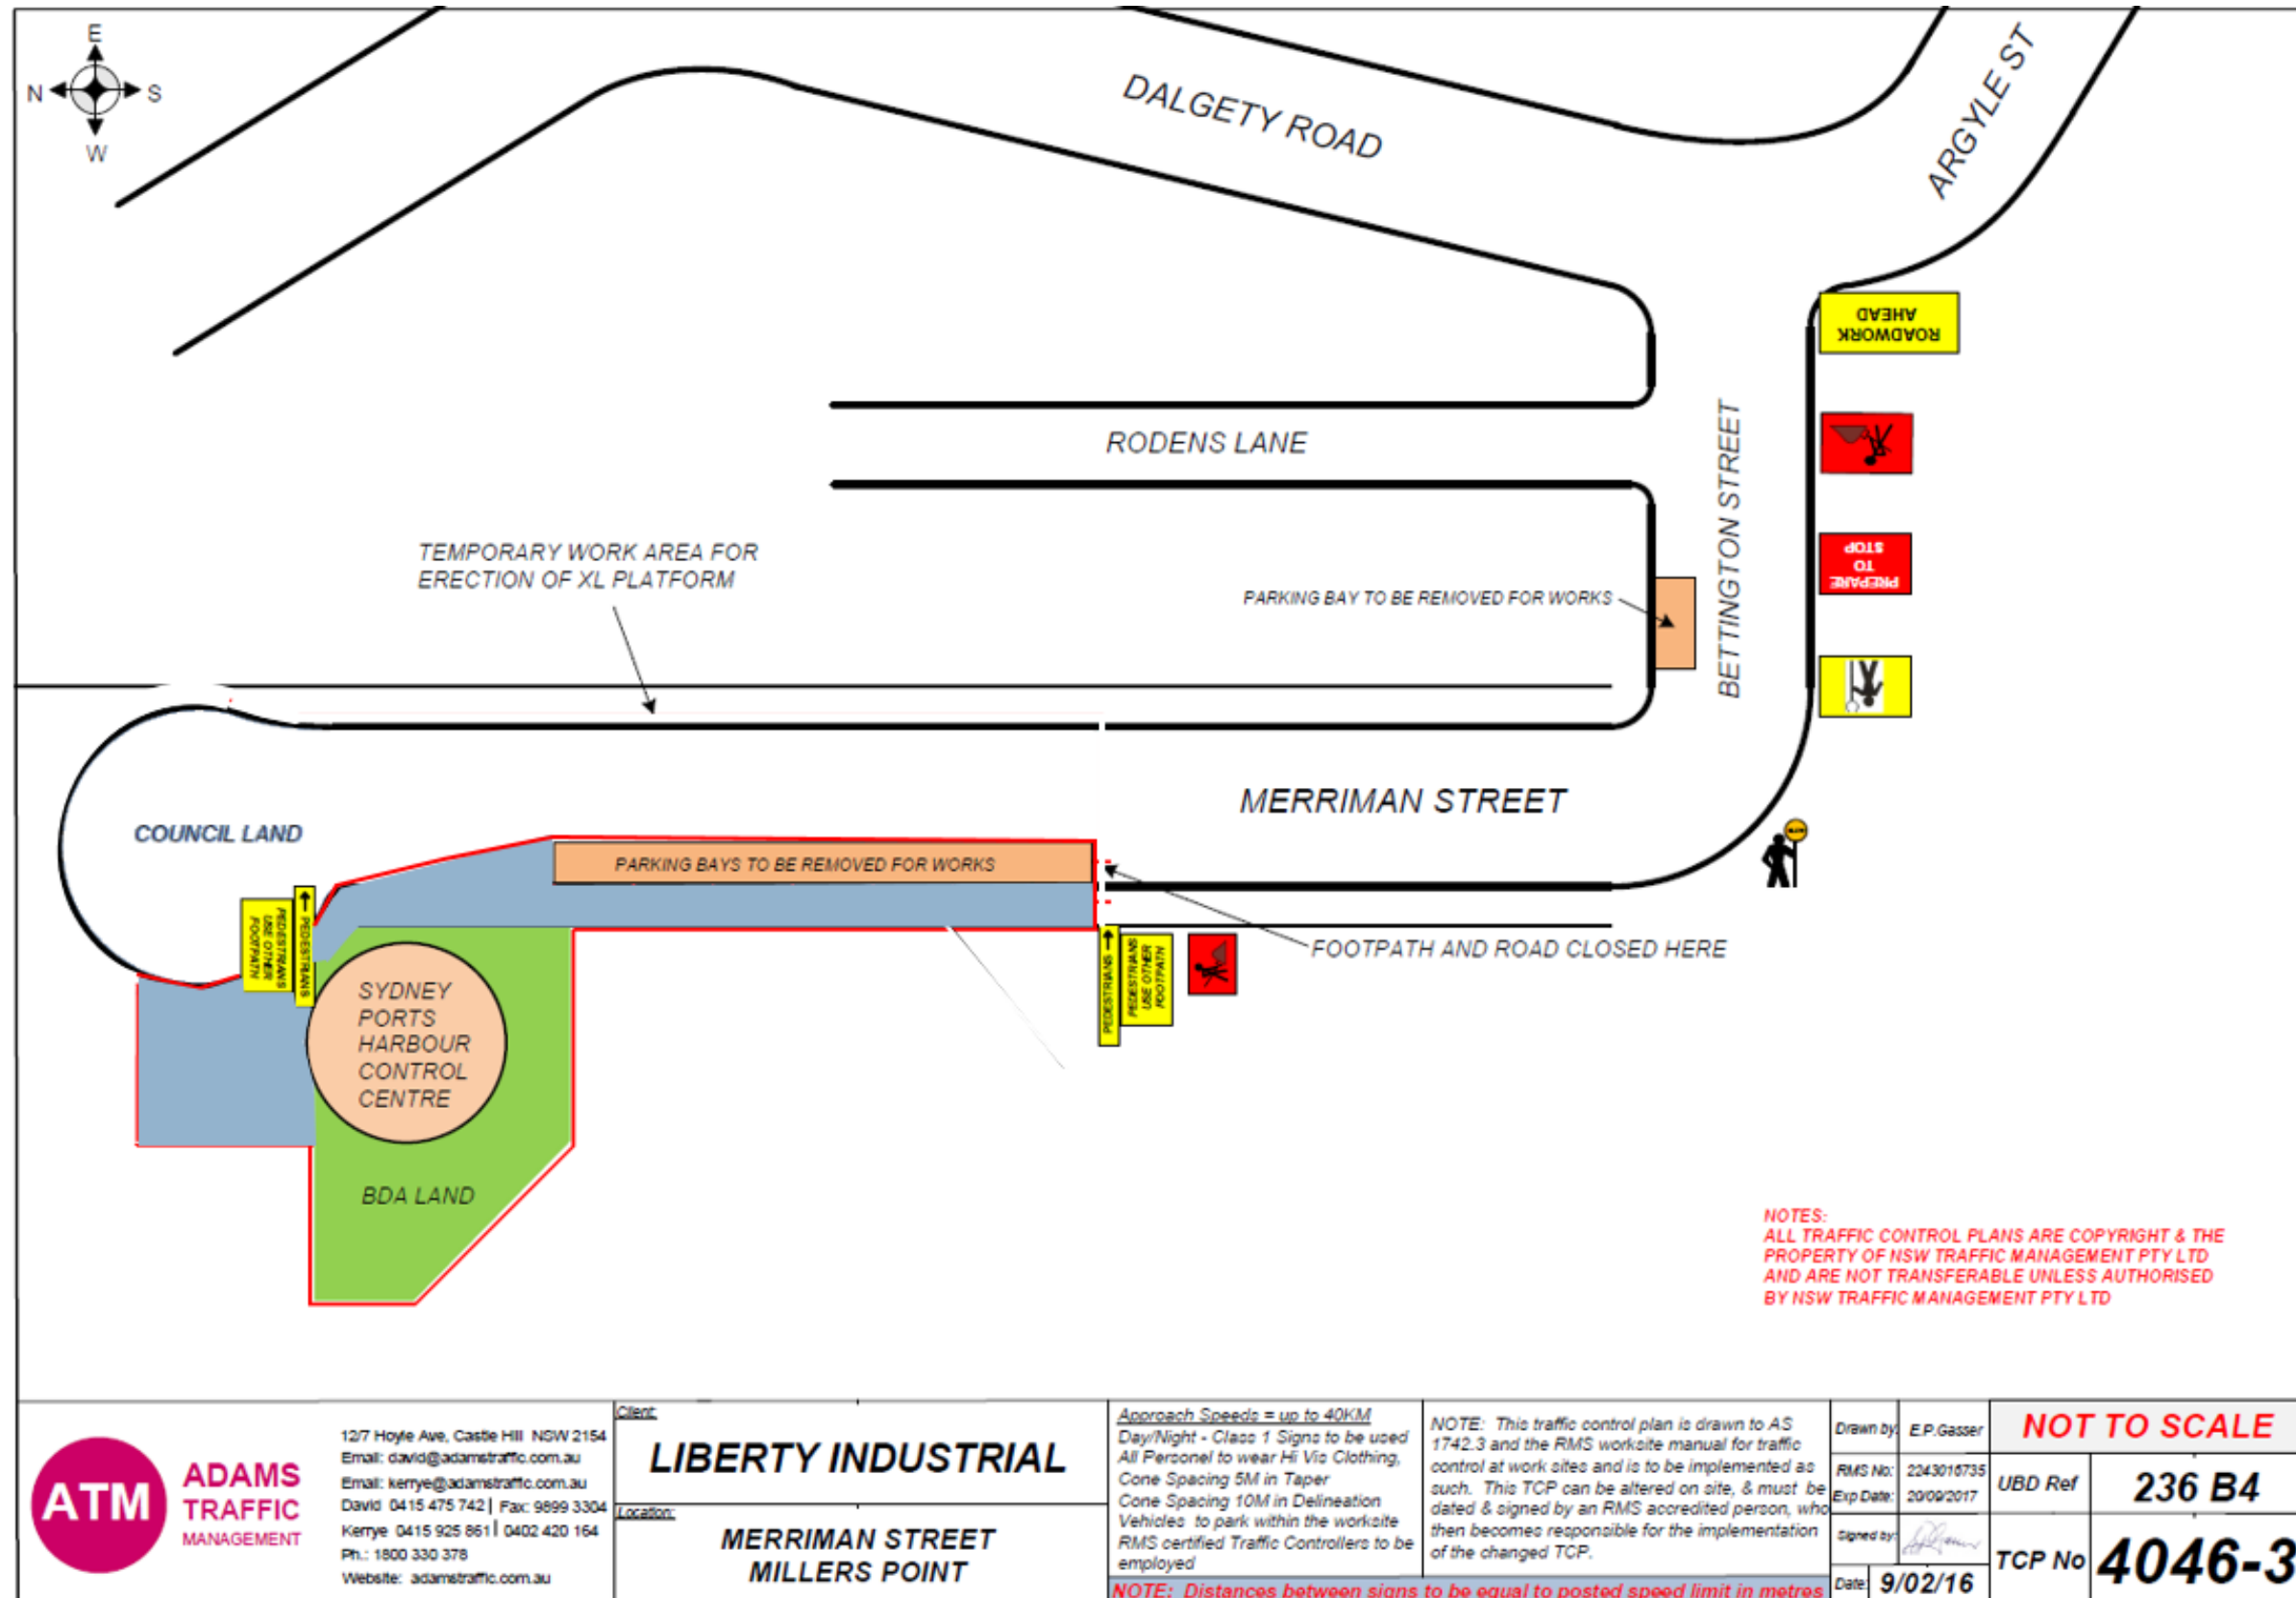 E
N
S
W
DALGETY ROAD
ARGYLE ST
ROADWORK
AHEAD
RODENS LANE
BETTINGTON STREET
PREPARE
TO
STOP
TEMPORARY WORK AREA FOR
ERECTION OF XL PLATFORM
PARKING BAY TO BE REMOVED FOR WORKS
MERRIMAN STREET
COUNCIL LAND
PARKING BAYS TO BE REMOVED FOR WORKS
PEDESTRIANS
USE OTHER
FOOTPATH
PEDESTRIANS
FOOTPATH AND ROAD CLOSED HERE
PEDESTRIANS
PEDESTRIANS
USE OTHER
FOOTPATH
SYDNEY
PORTS
HARBOUR
CONTROL
CENTRE
BDA LAND
NOTES:
ALL TRAFFIC CONTROL PLANS ARE COPYRIGHT & THE
PROPERTY OF NSW TRAFFIC MANAGEMENT PTY LTD
AND ARE NOT TRANSFERABLE UNLESS AUTHORISED
BY NSW TRAFFIC MANAGEMENT PTY LTD
ATM
ADAMS
TRAFFIC
MANAGEMENT
12/7 Hoyle Ave, Castle Hill NSW 2154
Email: david@adamstraffic.com.au
Email: kerrye@adamstraffic.com.au
David 0415 475 742 | Fax: 9899 3304
Kerrye 0415 925 861 | 0402 420 164
Ph.: 1800 330 378
Website: adamstraffic.com.au
Client:
LIBERTY INDUSTRIAL
Location:
MERRIMAN STREET
MILLERS POINT
Approach Speeds = up to 40KM
Day/Night - Class 1 Signs to be used
All Personel to wear Hi Vis Clothing,
Cone Spacing 5M in Taper
Cone Spacing 10M in Delineation
Vehicles to park within the worksite
RMS certified Traffic Controllers to be
employed
NOTE: This traffic control plan is drawn to AS
1742.3 and the RMS worksite manual for traffic
control at work sites and is to be implemented as
such. This TCP can be altered on site, & must be
dated & signed by an RMS accredited person, who
then becomes responsible for the implementation
of the changed TCP.
NOTE: Distances between signs to be equal to posted speed limit in metres
Drawn by: E.P.Gasser
RMS No: 2243016735
Exp Date: 20/09/2017
Signed by:
Date: 9/02/16
NOT TO SCALE
UBD Ref 236 B4
TCP No 4046-3